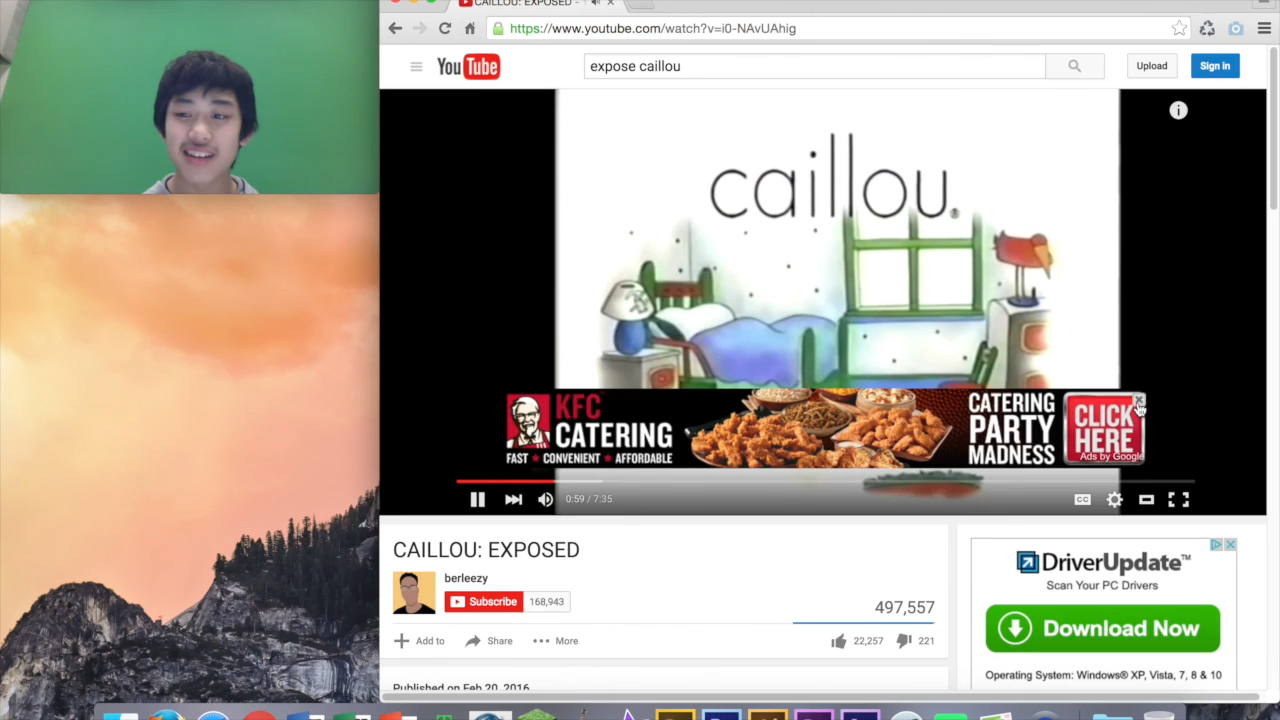 CAILLOU: EXPOSED -
https://www.youtube.com/watch?v=i0-NAvUAhig
YouTube
expose caillou
Upload
Sign in
i
caillou®
KFC
CATERING
FAST ★ CONVENIENT ★ AFFORDABLE
CATERING
PARTY
MADNESS
CLICK
HERE
Ads by Google
0:59 / 7:35
CC
CAILLOU: EXPOSED
berleezy
Subscribe 168,943
497,557
Add to
Share
More
22,257
221
Published on Feb 20, 2016
DriverUpdate™
Scan Your PC Drivers
Download Now
Operating System: Windows® XP, Vista, 7, 8 & 10